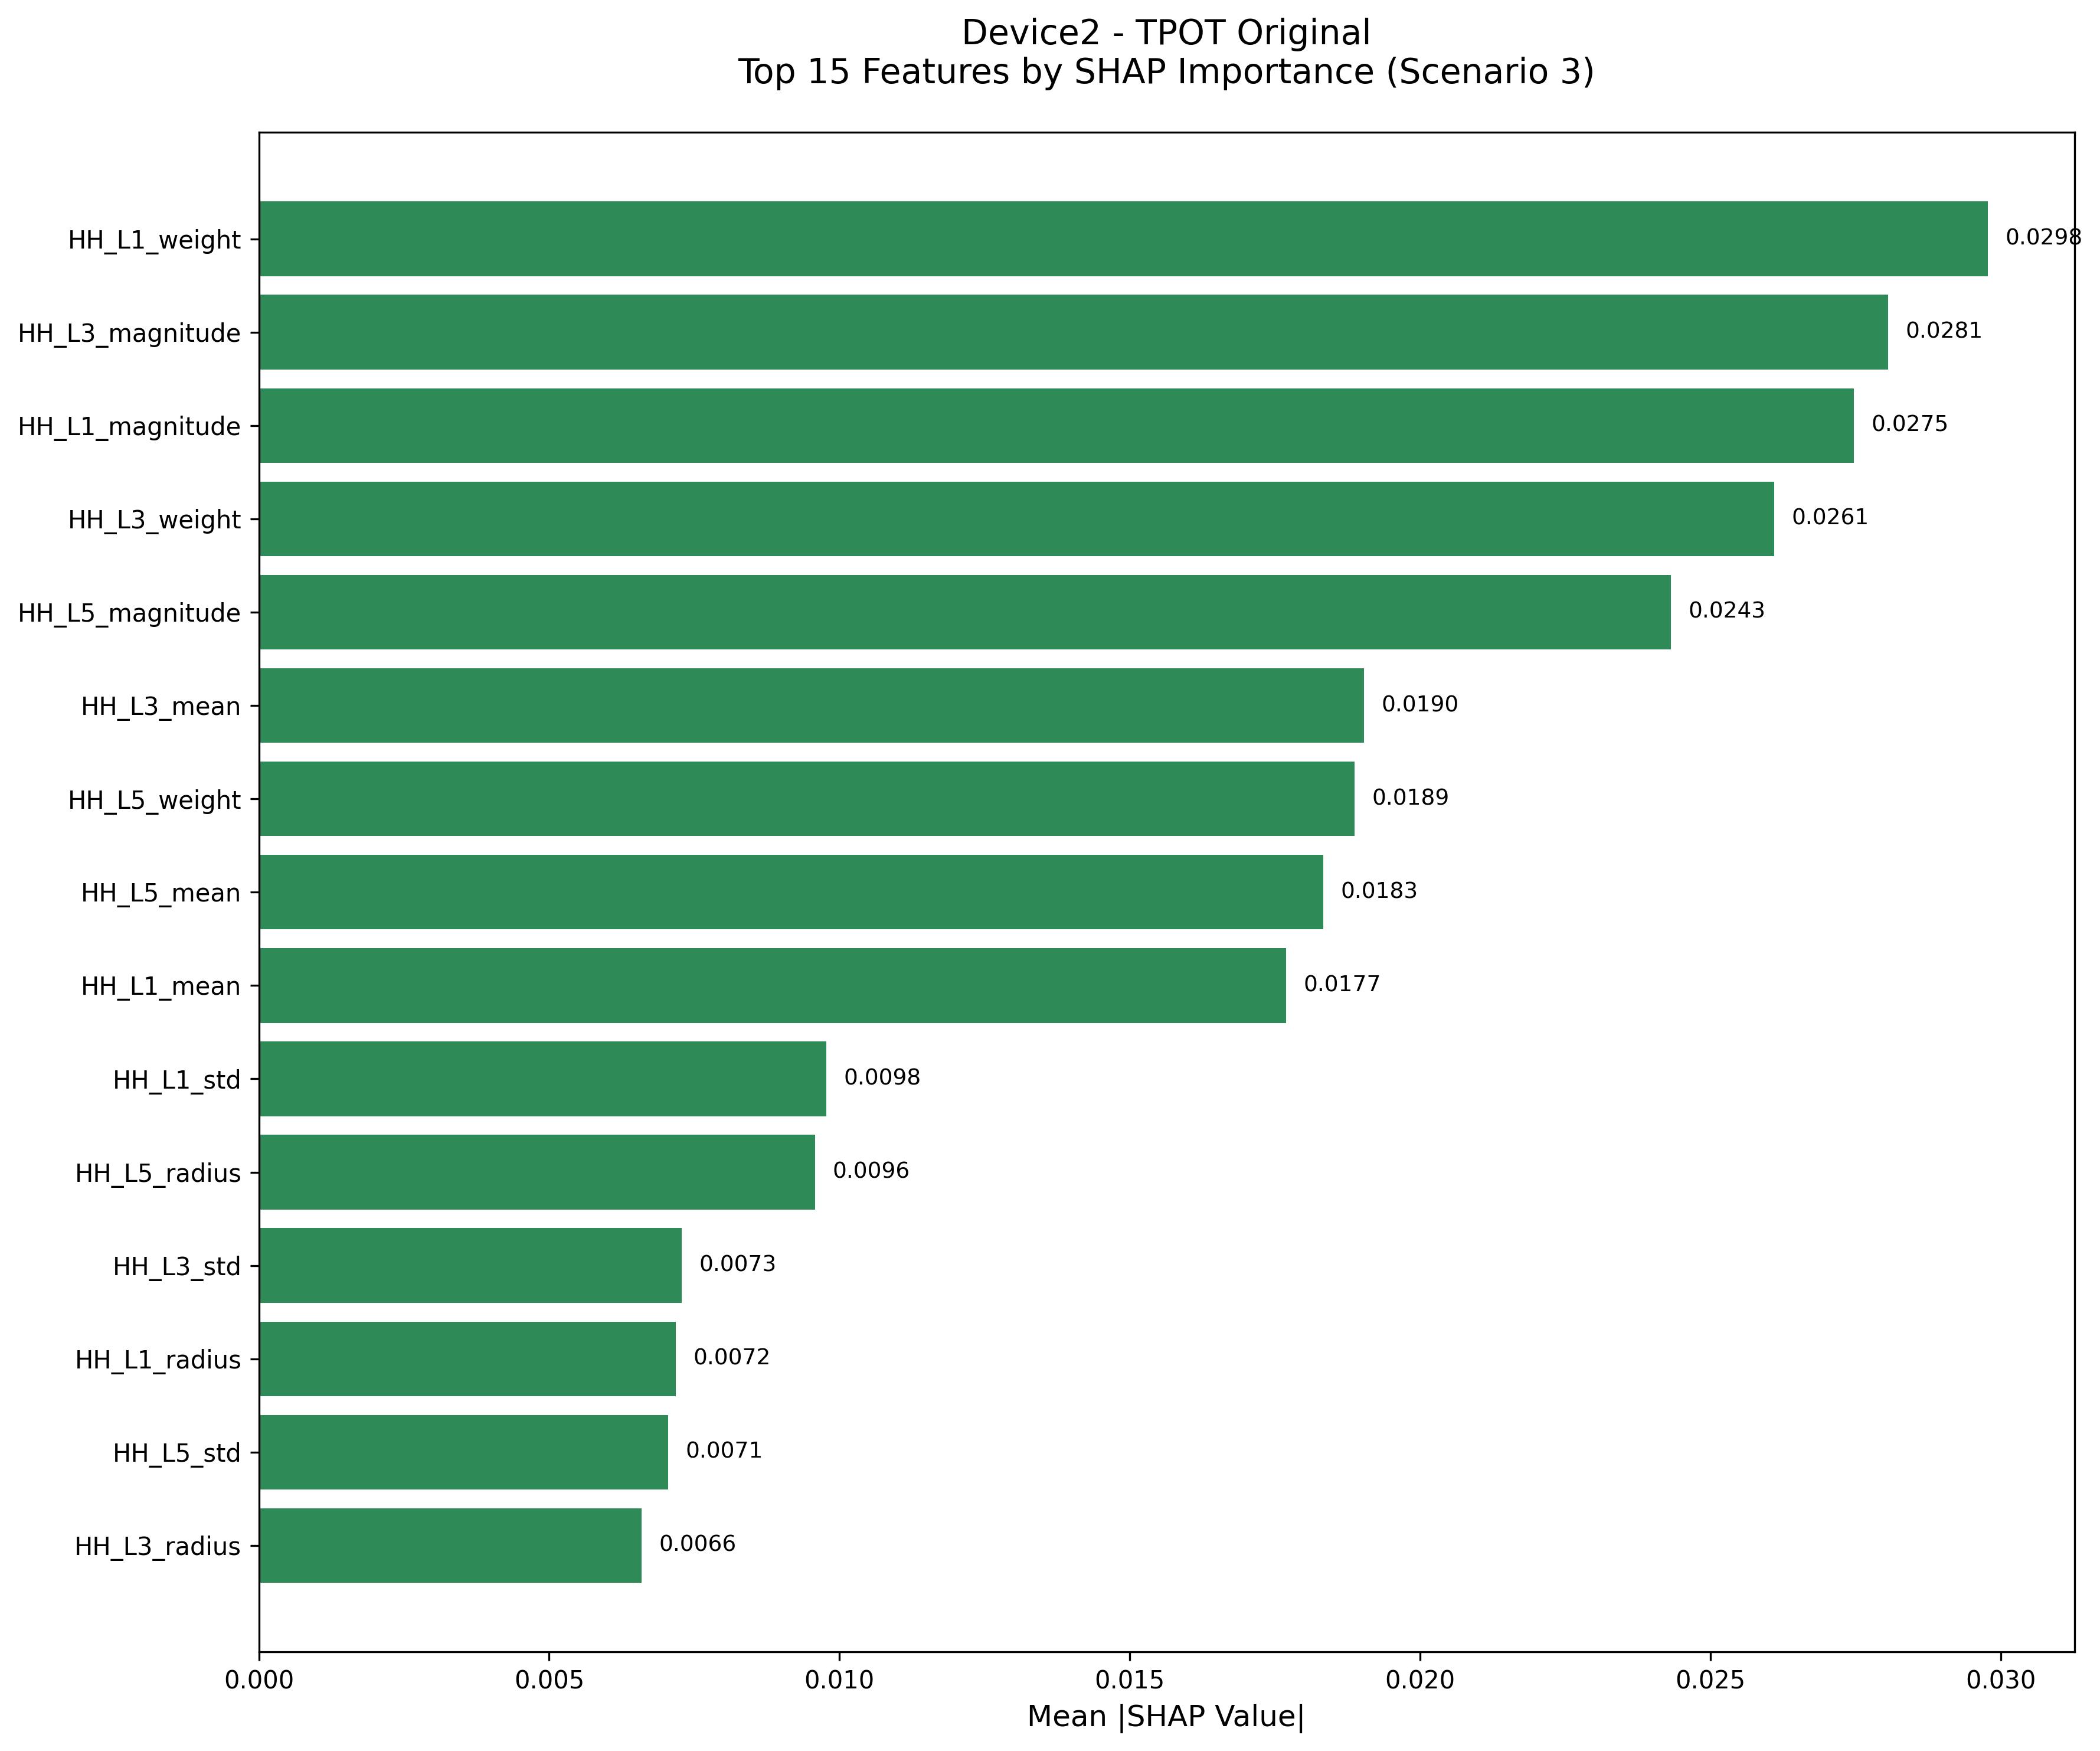 Device2 - TPOT Original
Top 15 Features by SHAP Importance (Scenario 3)
HH_L1_weight 0.0298
HH_L3_magnitude 0.0281
HH_L1_magnitude 0.0275
HH_L3_weight 0.0261
HH_L5_magnitude 0.0243
HH_L3_mean 0.0190
HH_L5_weight 0.0189
HH_L5_mean 0.0183
HH_L1_mean 0.0177
HH_L1_std 0.0098
HH_L5_radius 0.0096
HH_L3_std 0.0073
HH_L1_radius 0.0072
HH_L5_std 0.0071
HH_L3_radius 0.0066
0.000 0.005 0.010 0.015 0.020 0.025 0.030
Mean |SHAP Value|